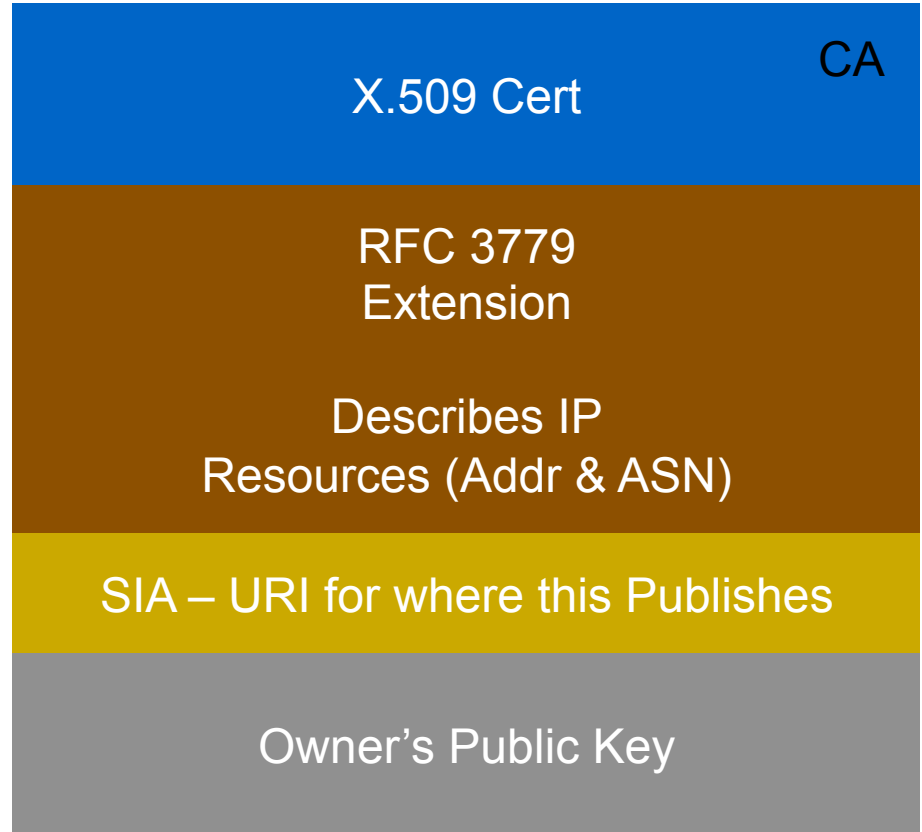 CA
X.509 Cert
RFC 3779
Extension
Describes IP
Resources (Addr & ASN)
SIA – URI for where this Publishes
Owner’s Public Key